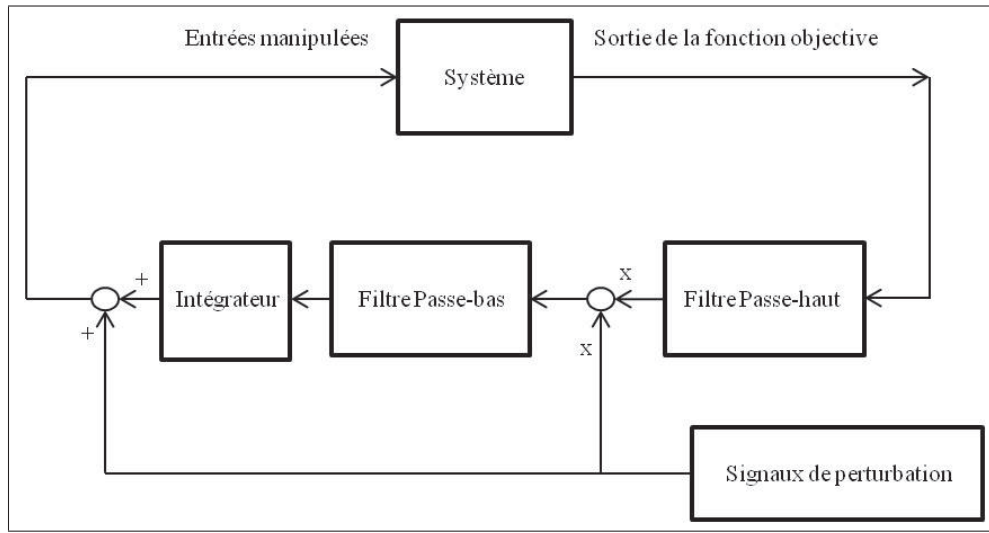 Entrées manipulées
Sortie de la fonction objective
Système
+
Intégrateur
Filtre Passe-bas
x
Filtre Passe-haut
+
x
Signaux de perturbation